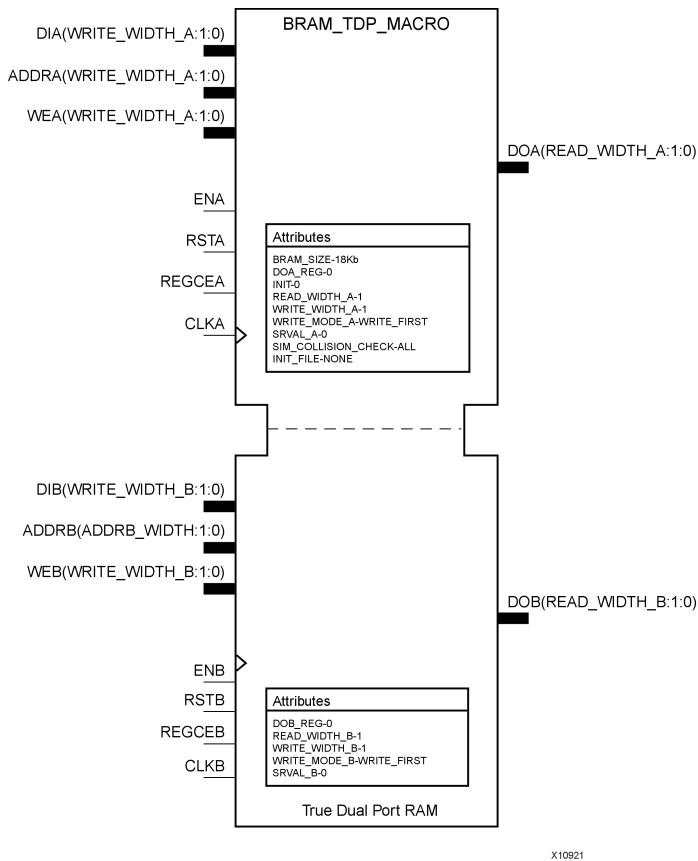 BRAM_TDP_MACRO
DIA(WRITE_WIDTH_A:1:0)
ADDRA(WRITE_WIDTH_A:1:0)
WEA(WRITE_WIDTH_A:1:0)
DOA(READ_WIDTH_A:1:0)
ENA
RSTA
REGCEA
CLKA
Attributes
BRAM_SIZE-18Kb
DOA_REG-0
INIT-0
READ_WIDTH_A-1
WRITE_WIDTH_A-1
WRITE_MODE_A-WRITE_FIRST
SRVAL_A-0
SIM_COLLISION_CHECK-ALL
INIT_FILE-NONE
DIB(WRITE_WIDTH_B:1:0)
ADDRB(ADDRB_WIDTH:1:0)
WEB(WRITE_WIDTH_B:1:0)
DOB(READ_WIDTH_B:1:0)
ENB
RSTB
REGCEB
CLKB
Attributes
DOB_REG-0
READ_WIDTH_B-1
WRITE_WIDTH_B-1
WRITE_MODE_B-WRITE_FIRST
SRVAL_B-0
True Dual Port RAM
X10921